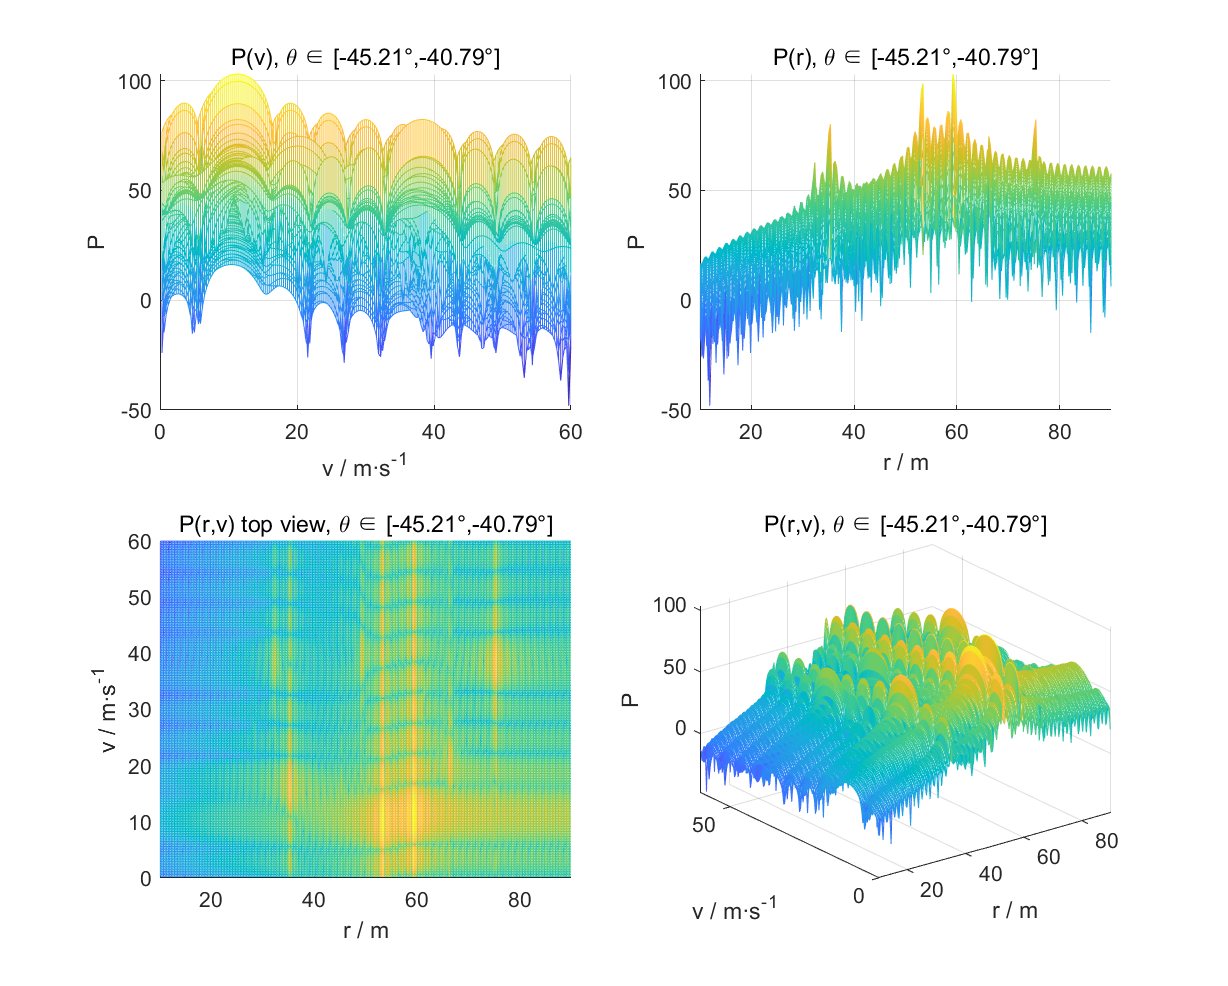 P(v), θ ∈ [-45.21°,-40.79°]
100
50
0
-50
P
0
20
40
60
v / m·s⁻¹
P(r), θ ∈ [-45.21°,-40.79°]
100
50
0
-50
P
20
40
60
80
r / m
P(r,v) top view, θ ∈ [-45.21°,-40.79°]
60
50
40
30
20
10
0
v / m·s⁻¹
20
40
60
80
r / m
P(r,v), θ ∈ [-45.21°,-40.79°]
100
50
0
P
50
0
v / m·s⁻¹
20
40
60
80
r / m